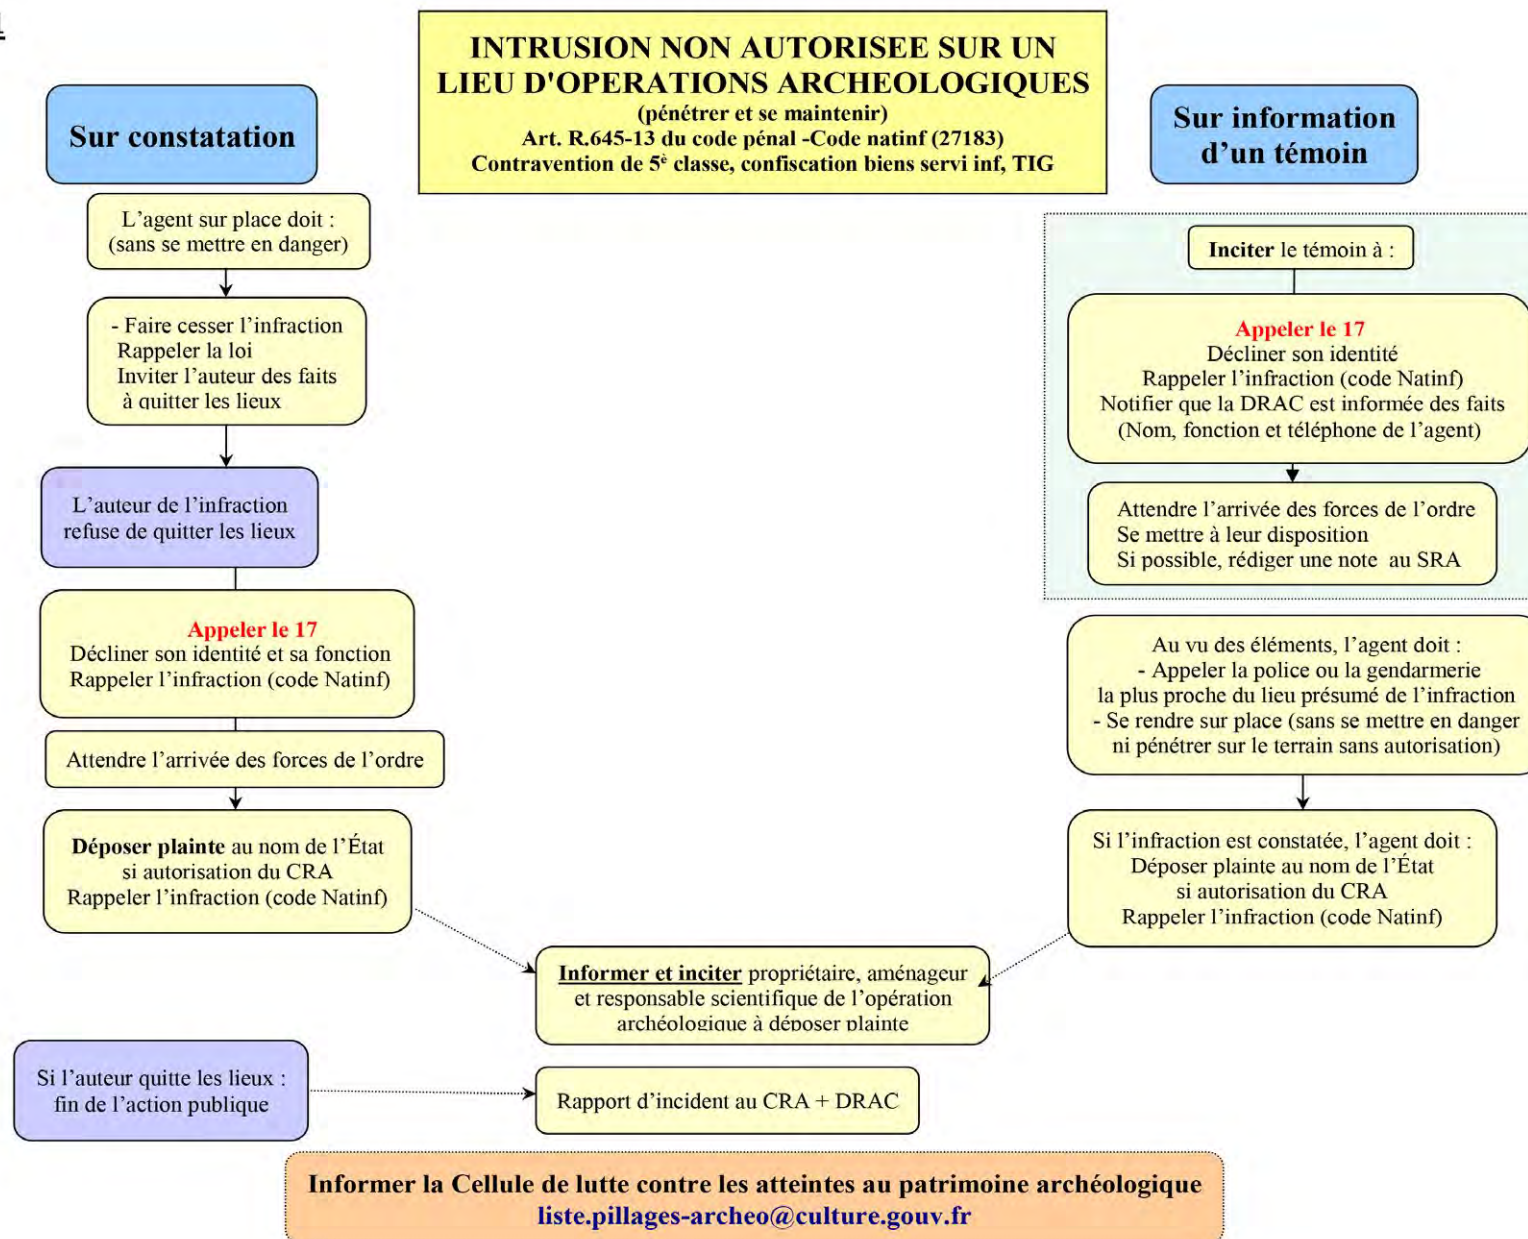 INTRUSION NON AUTORISEE SUR UN
LIEU D'OPERATIONS ARCHEOLOGIQUES
(pénétrer et se maintenir)
Art. R.645-13 du code pénal -Code natinf (27183)
Contravention de 5è classe, confiscation biens servi inf, TIG
Sur constatation
L'agent sur place doit :
(sans se mettre en danger)
- Faire cesser l'infraction
Rappeler la loi
Inviter l'auteur des faits
à quitter les lieux
L'auteur de l'infraction
refuse de quitter les lieux
Appeler le 17
Décliner son identité et sa fonction
Rappeler l'infraction (code Natinf)
Attendre l'arrivée des forces de l'ordre
Déposer plainte au nom de l'État
si autorisation du CRA
Rappeler l'infraction (code Natinf)
Sur information
d'un témoin
Inciter le témoin à :
Appeler le 17
Décliner son identité
Rappeler l'infraction (code Natinf)
Notifier que la DRAC est informée des faits
(Nom, fonction et téléphone de l'agent)
Attendre l'arrivée des forces de l'ordre
Se mettre à leur disposition
Si possible, rédiger une note au SRA
Au vu des éléments, l'agent doit :
- Appeler la police ou la gendarmerie
la plus proche du lieu présumé de l'infraction
- Se rendre sur place (sans se mettre en danger
ni pénétrer sur le terrain sans autorisation)
Si l'infraction est constatée, l'agent doit :
Déposer plainte au nom de l'État
si autorisation du CRA
Rappeler l'infraction (code Natinf)
Informer et inciter propriétaire, aménageur
et responsable scientifique de l'opération
archéologique à déposer plainte
Si l'auteur quitte les lieux :
fin de l'action publique
Rapport d'incident au CRA + DRAC
Informer la Cellule de lutte contre les atteintes au patrimoine archéologique
liste.pillages-archeo@culture.gouv.fr